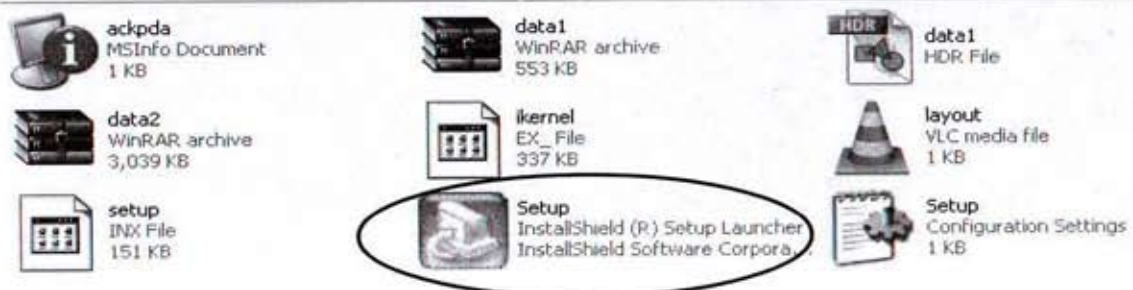 ackpda
MSInfo Document
1 KB
data1
WinRAR archive
553 KB
HDR
data1
HDR File
data2
WinRAR archive
3,039 KB
ikernel
EX_ File
337 KB
layout
VLC media file
1 KB
setup
INX File
151 KB
Setup
InstallShield (R) Setup Launcher
InstallShield Software Corpora...
Setup
Configuration Settings
1 KB